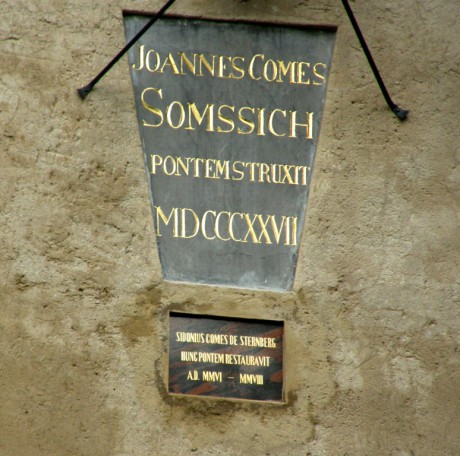 JOANNES COMES
SOMSSICH
PONTEM STRUXIT
MDCCCXXVII
SIDONIUS COMES DE STERNBERG
HUNC PONTEM RESTAURAVIT
A.D. MMVI – MMVIII